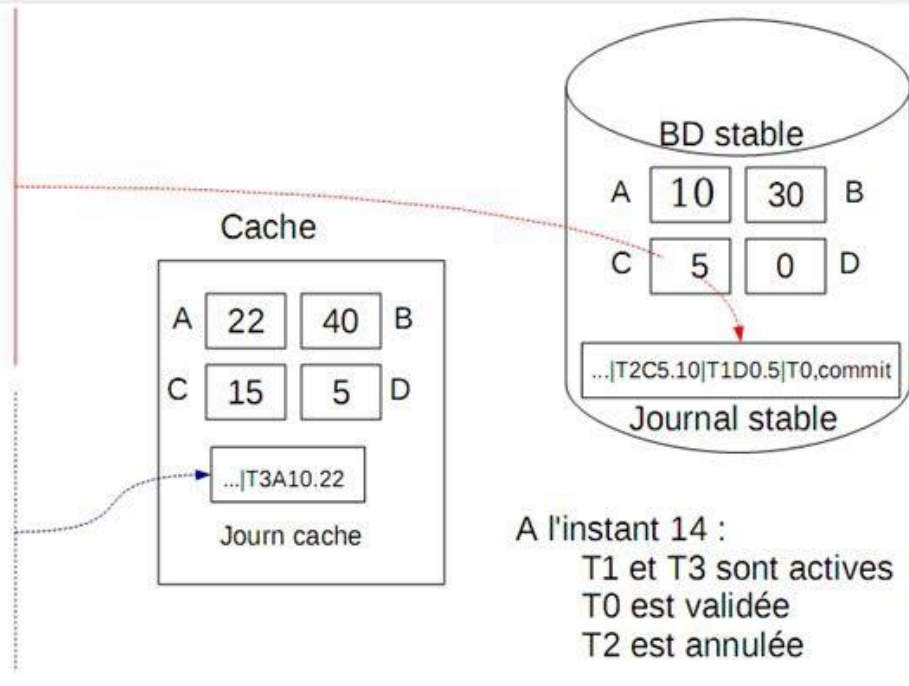 BD stable
A 10 30 B
C 5 0 D
...|T2C5.10|T1D0.5|T0,commit
Journal stable
Cache
A 22 40 B
C 15 5 D
...|T3A10.22
Journ cache
A l'instant 14 :
T1 et T3 sont actives
T0 est validée
T2 est annulée